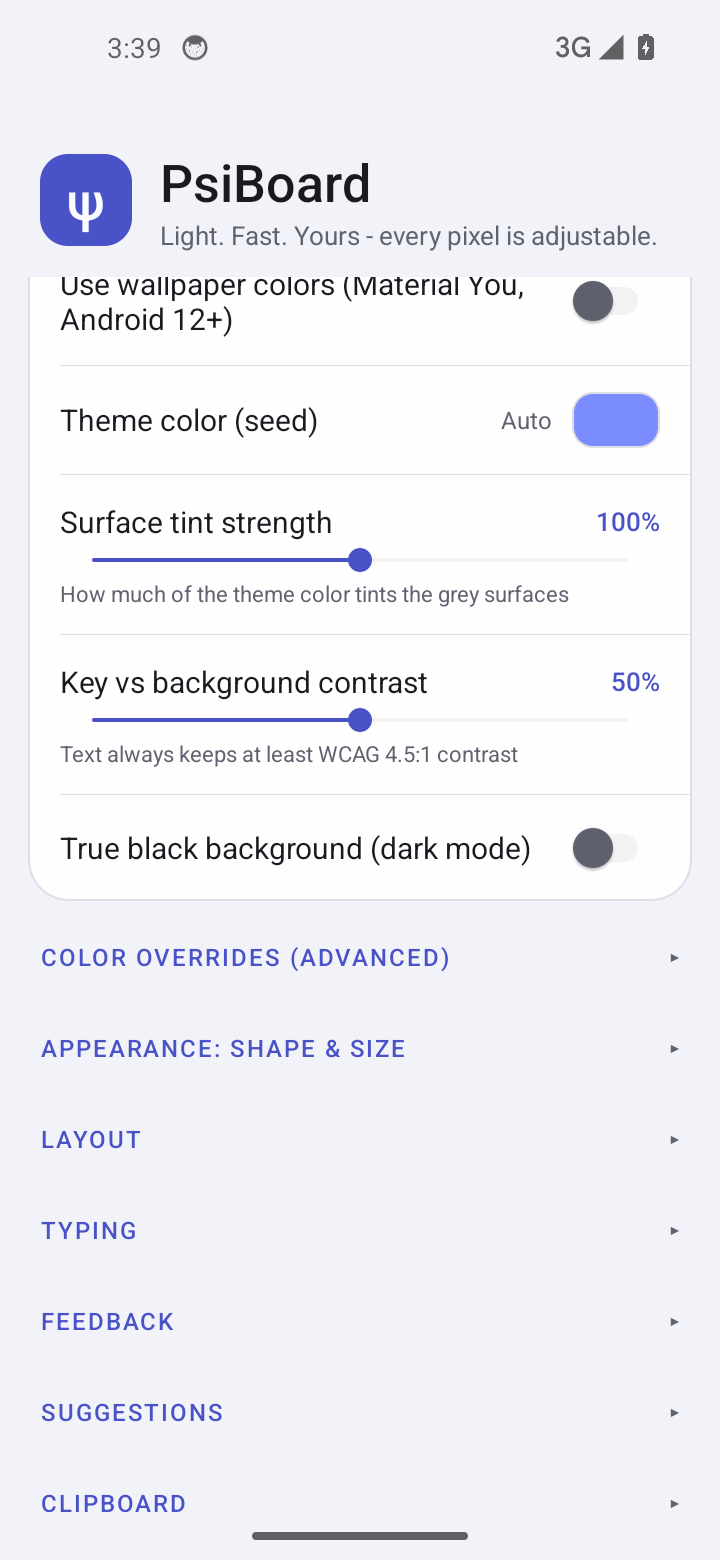 3:39
3G
ψ
PsiBoard
Light. Fast. Yours - every pixel is adjustable.
Use wallpaper colors (Material You,
Android 12+)
Theme color (seed)
Auto
Surface tint strength
100%
How much of the theme color tints the grey surfaces
Key vs background contrast
50%
Text always keeps at least WCAG 4.5:1 contrast
True black background (dark mode)
COLOR OVERRIDES (ADVANCED)
APPEARANCE: SHAPE & SIZE
LAYOUT
TYPING
FEEDBACK
SUGGESTIONS
CLIPBOARD